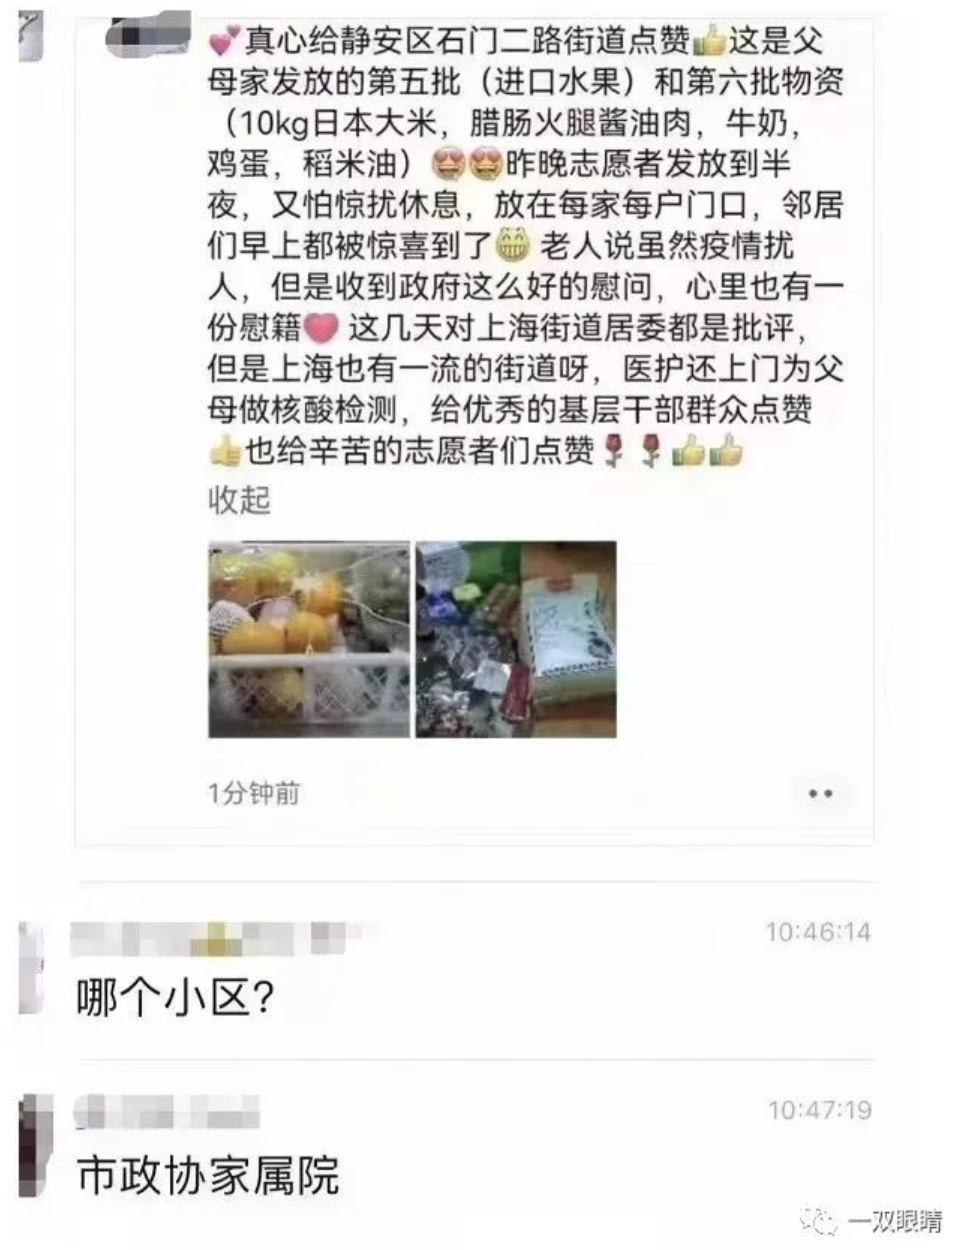 💕真心给静安区石门二路街道点赞👍这是父
母家发放的第五批（进口水果）和第六批物资
（10kg日本大米，腊肠火腿酱油肉，牛奶，
鸡蛋，稻米油）😍😍昨晚志愿者发放到半
夜，又怕惊扰休息，放在每家每户门口，邻居
们早上都被惊喜到了😁老人说虽然疫情扰
人，但是收到政府这么好的慰问，心里也有一
份慰籍❤️这几天对上海街道居委都是批评，
但是上海也有一流的街道呀，医护还上门为父
母做核酸检测，给优秀的基层干部群众点赞
👍也给辛苦的志愿者们点赞🌹🌹👍👍
收起
1分钟前
10:46:14
哪个小区？
10:47:19
市政协家属院
一双眼睛